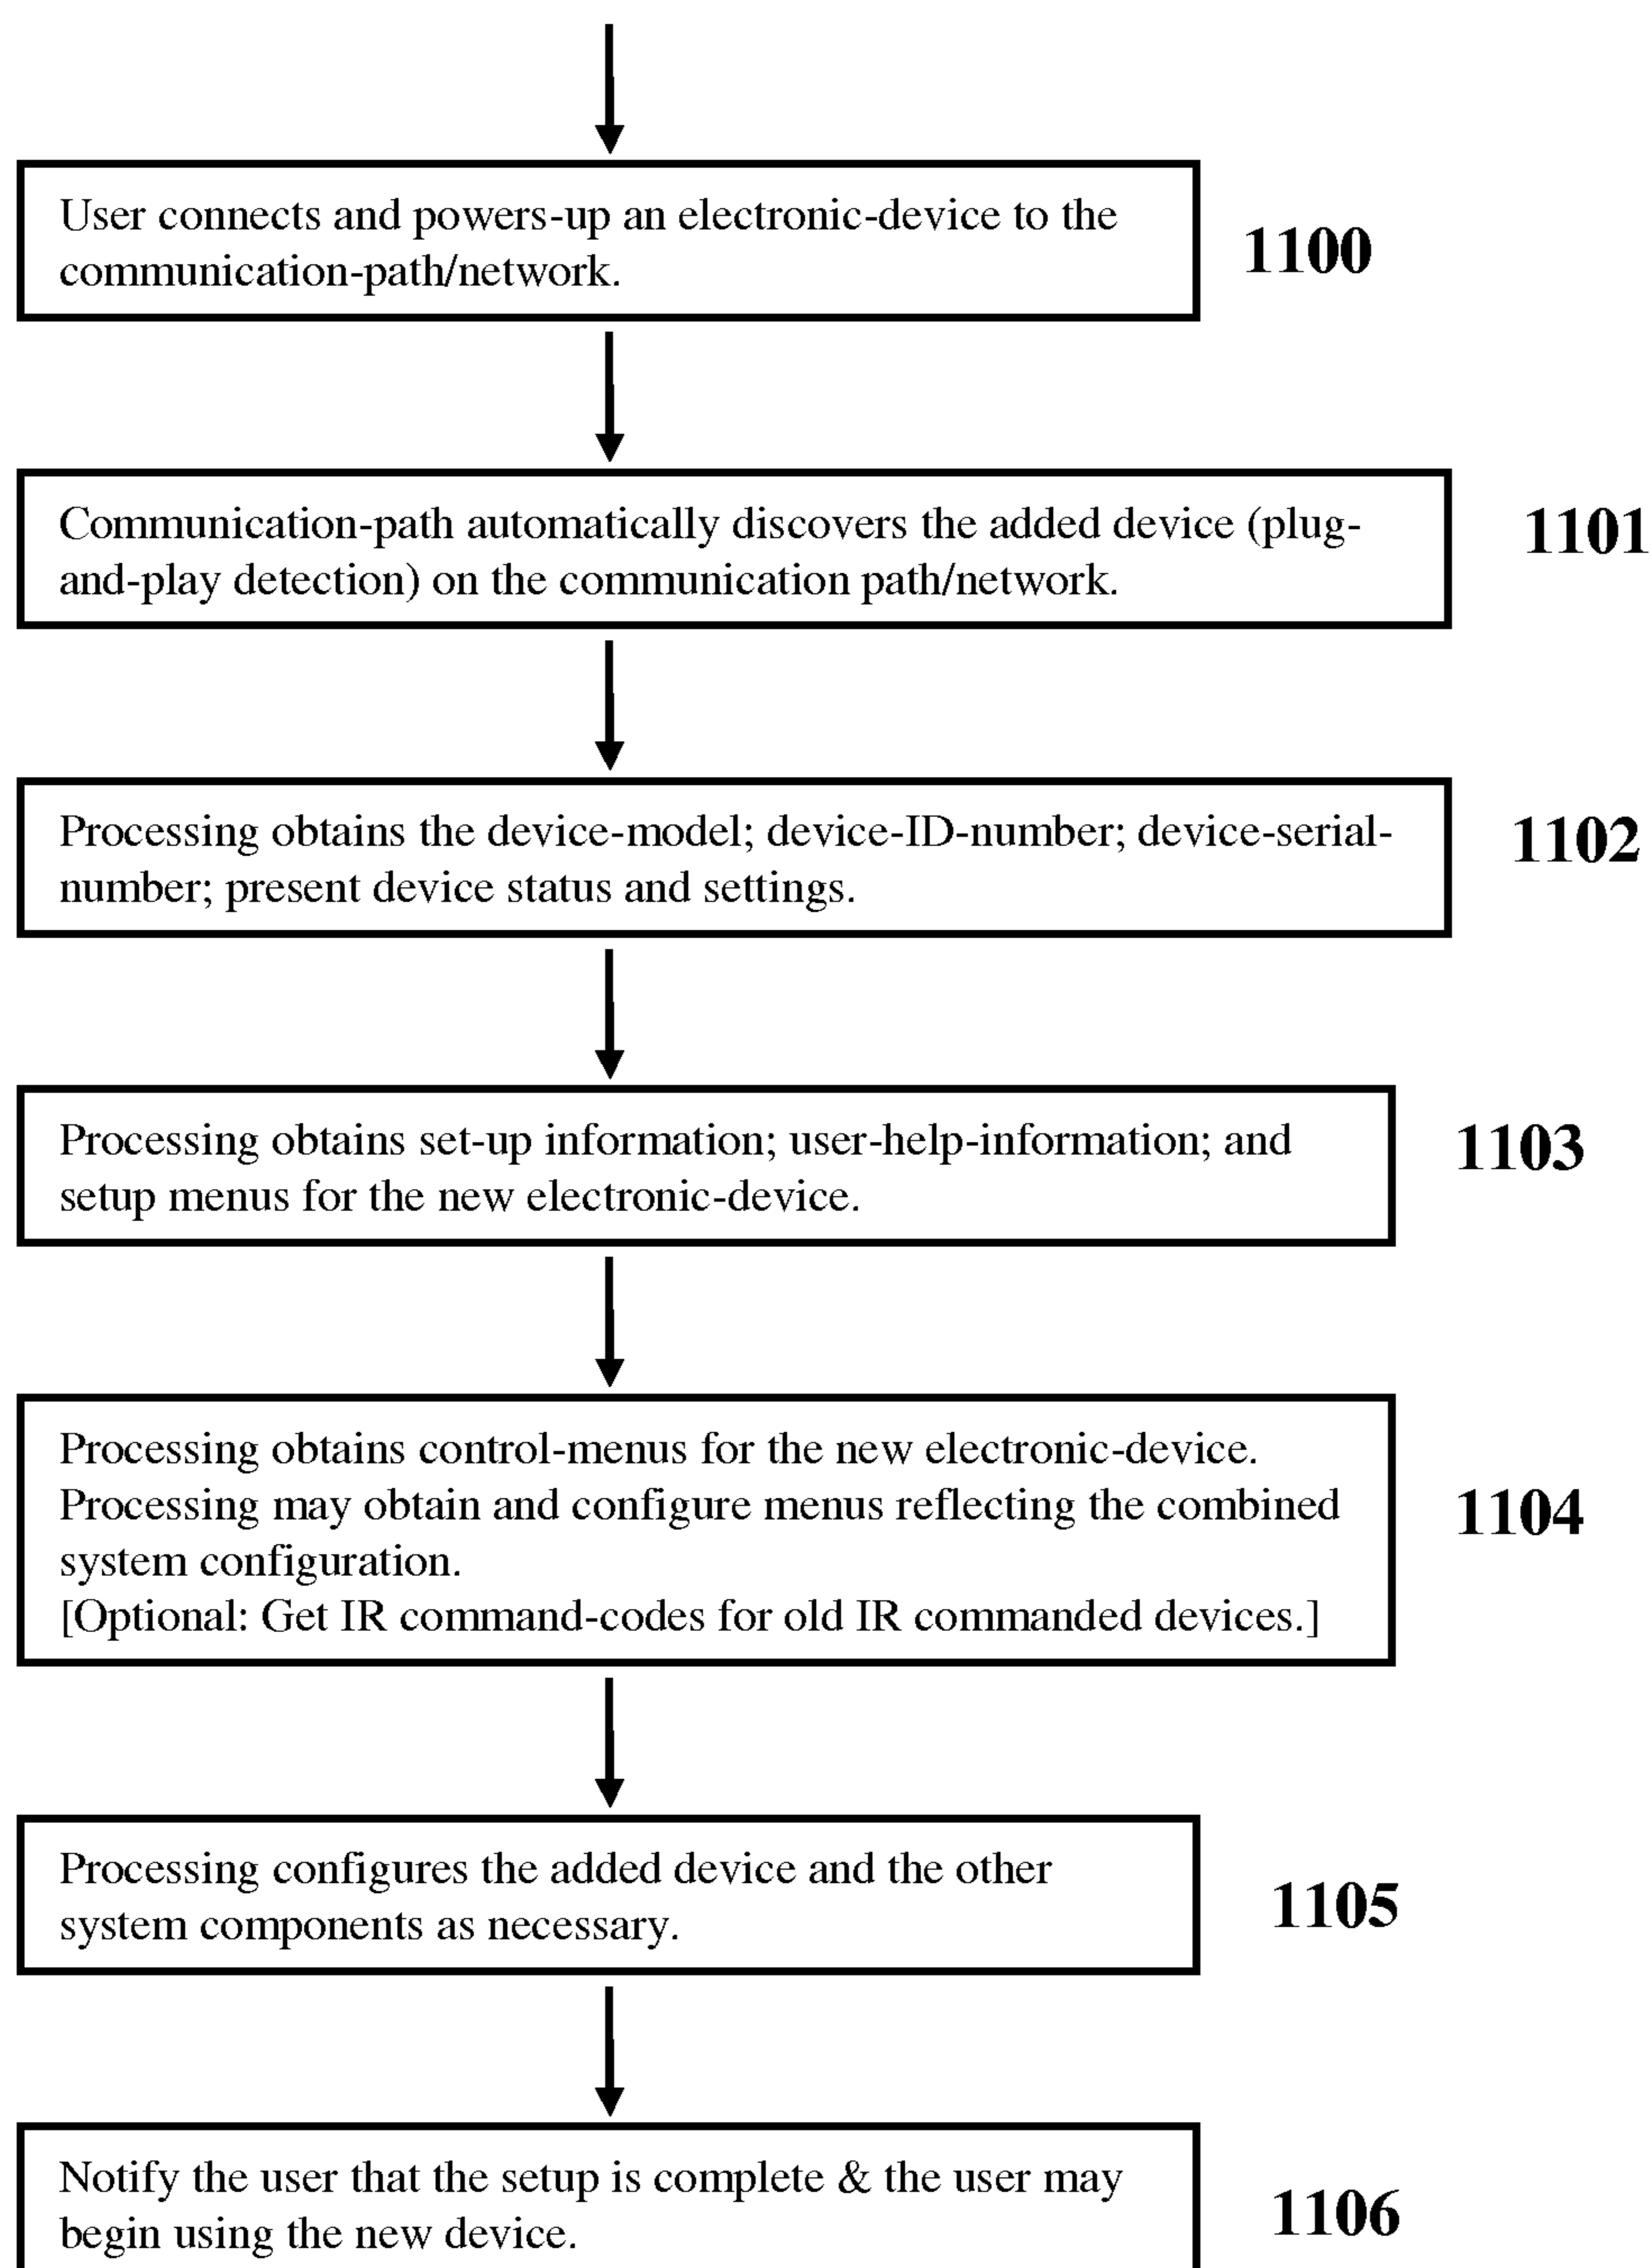 User connects and powers-up an electronic-device to the
communication-path/network.
1100
Communication-path automatically discovers the added device (plug-
and-play detection) on the communication path/network.
1101
Processing obtains the device-model; device-ID-number; device-serial-
number; present device status and settings.
1102
Processing obtains set-up information; user-help-information; and
setup menus for the new electronic-device.
1103
Processing obtains control-menus for the new electronic-device.
Processing may obtain and configure menus reflecting the combined
system configuration.
[Optional: Get IR command-codes for old IR commanded devices.]
1104
Processing configures the added device and the other
system components as necessary.
1105
Notify the user that the setup is complete & the user may
begin using the new device.
1106